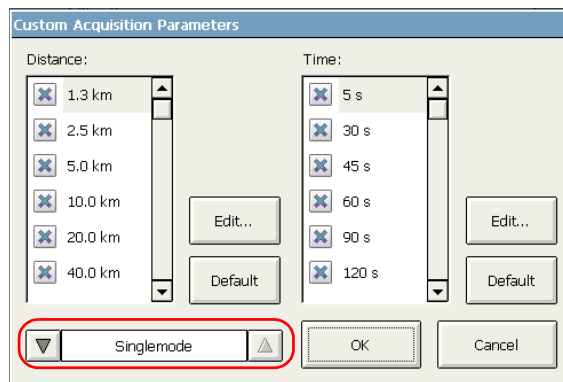 Custom Acquisition Parameters
Distance:
1.3 km
2.5 km
5.0 km
10.0 km
20.0 km
40.0 km
Edit...
Default
Time:
5 s
30 s
45 s
60 s
90 s
120 s
Edit...
Default
Singlemode
OK
Cancel